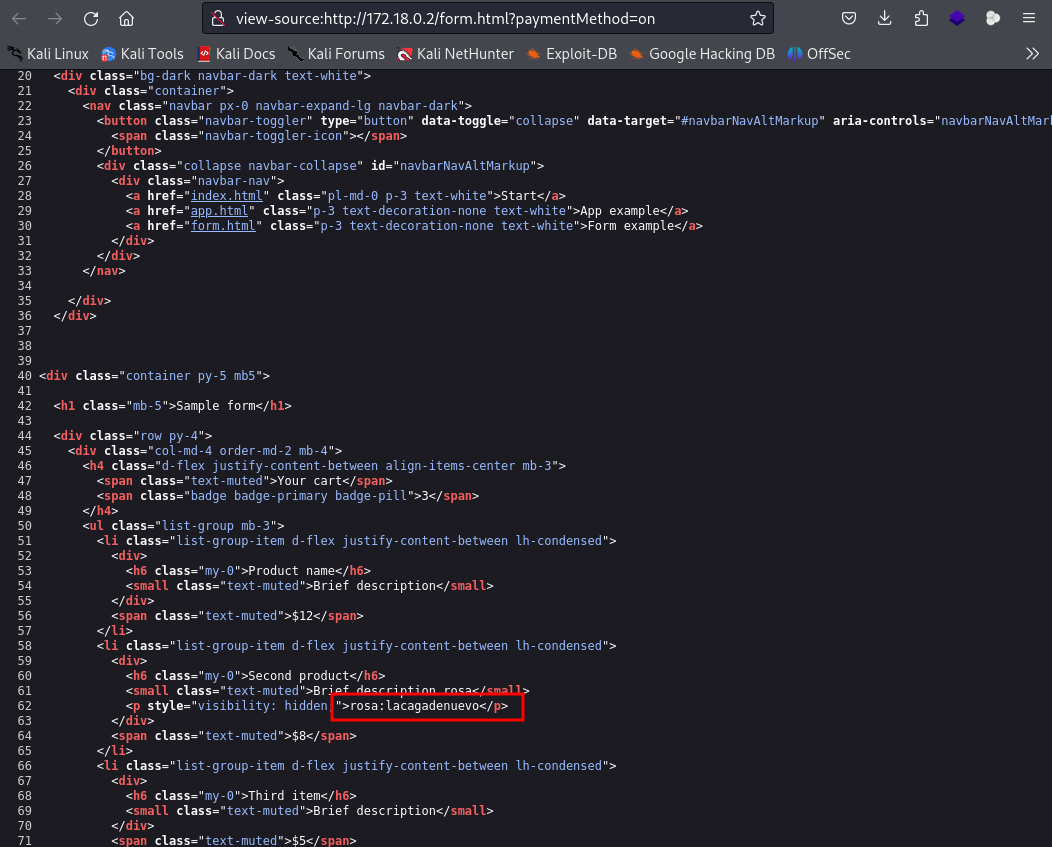 view-source:http://172.18.0.2/form.html?paymentMethod=on
Kali Linux Kali Tools Kali Docs Kali Forums Kali NetHunter Exploit-DB Google Hacking DB OffSec
20 <div class="bg-dark navbar-dark text-white">
21 <div class="container">
22 <nav class="navbar px-0 navbar-expand-lg navbar-dark">
23 <button class="navbar-toggler" type="button" data-toggle="collapse" data-target="#navbarNavAltMarkup" aria-controls="navbarNavAltMar
24 <span class="navbar-toggler-icon"></span>
25 </button>
26 <div class="collapse navbar-collapse" id="navbarNavAltMarkup">
27 <div class="navbar-nav">
28 <a href="index.html" class="pl-md-0 p-3 text-white">Start</a>
29 <a href="app.html" class="p-3 text-decoration-none text-white">App example</a>
30 <a href="form.html" class="p-3 text-decoration-none text-white">Form example</a>
31 </div>
32 </div>
33 </nav>
34
35 </div>
36 </div>
37
38
39
40 <div class="container py-5 mb5">
41
42 <h1 class="mb-5">Sample form</h1>
43
44 <div class="row py-4">
45 <div class="col-md-4 order-md-2 mb-4">
46 <h4 class="d-flex justify-content-between align-items-center mb-3">
47 <span class="text-muted">Your cart</span>
48 <span class="badge badge-primary badge-pill">3</span>
49 </h4>
50 <ul class="list-group mb-3">
51 <li class="list-group-item d-flex justify-content-between lh-condensed">
52 <div>
53 <h6 class="my-0">Product name</h6>
54 <small class="text-muted">Brief description</small>
55 </div>
56 <span class="text-muted">$12</span>
57 </li>
58 <li class="list-group-item d-flex justify-content-between lh-condensed">
59 <div>
60 <h6 class="my-0">Second product</h6>
61 <small class="text-muted">Brief description rosa</small>
62 <p style="visibility: hidden;">rosa:lacagadenuevo</p>
63 </div>
64 <span class="text-muted">$8</span>
65 </li>
66 <li class="list-group-item d-flex justify-content-between lh-condensed">
67 <div>
68 <h6 class="my-0">Third item</h6>
69 <small class="text-muted">Brief description</small>
70 </div>
71 <span class="text-muted">$5</span>